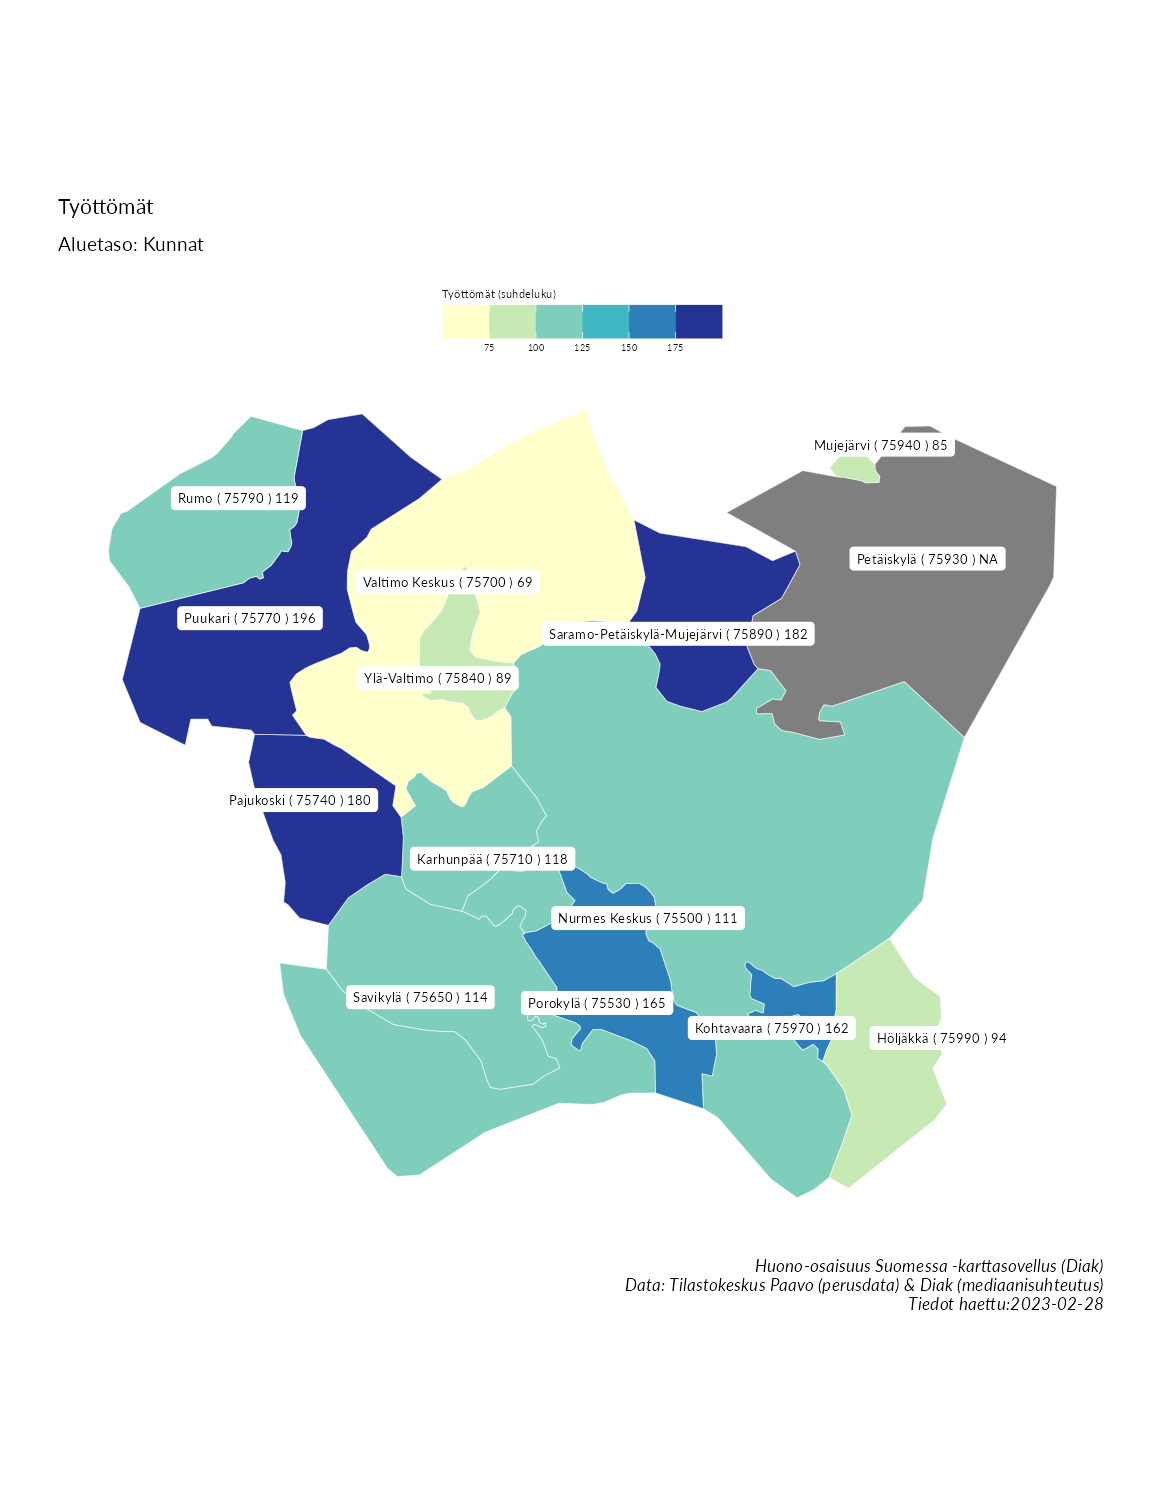 Työttömät
Aluetaso: Kunnat
Työttömät (suhdeluku)
75 100 125 150 175
Mujejärvi ( 75940 ) 85
Rumo ( 75790 ) 119
Petäiskylä ( 75930 ) NA
Valtimo Keskus ( 75700 ) 69
Puukari ( 75770 ) 196
Saramo-Petäiskylä-Mujejärvi ( 75890 ) 182
Ylä-Valtimo ( 75840 ) 89
Pajukoski ( 75740 ) 180
Karhunpää ( 75710 ) 118
Nurmes Keskus ( 75500 ) 111
Savikylä ( 75650 ) 114
Porokylä ( 75530 ) 165
Kohtavaara ( 75970 ) 162
Höljäkkä ( 75990 ) 94
Huono-osaisuus Suomessa -karttasovellus (Diak)
Data: Tilastokeskus Paavo (perusdata) & Diak (mediaanisuhteutus)
Tiedot haettu:2023-02-28